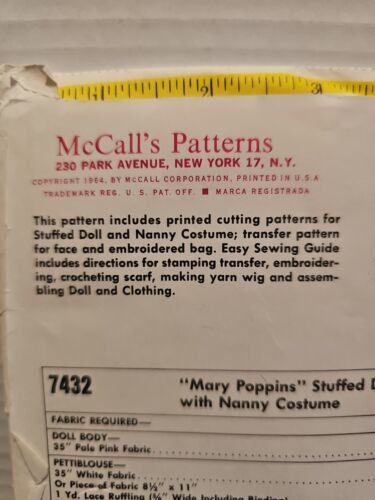 1 2 3
McCall's Patterns
230 PARK AVENUE, NEW YORK 17, N.Y.
COPYRIGHT 1964, BY McCALL CORPORATION, PRINTED IN U.S.A
TRADEMARK REG. U. S. PAT. OFF. ■ MARCA REGISTRADA
This pattern includes printed cutting patterns for
Stuffed Doll and Nanny Costume; transfer pattern
for face and embroidered bag. Easy Sewing Guide
includes directions for stamping transfer, embroider-
ing, crocheting scarf, making yarn wig and assem-
bling Doll and Clothing.
7432 "Mary Poppins" Stuffed D
with Nanny Costume
FABRIC REQUIRED—
DOLL BODY—
35" Pale Pink Fabric
PETTIBLOUSE—
35" White Fabric
Or Piece of Fabric 8½" x 11"
1 Yd. Lace Ruffling (⅝" Wide Including Binding)